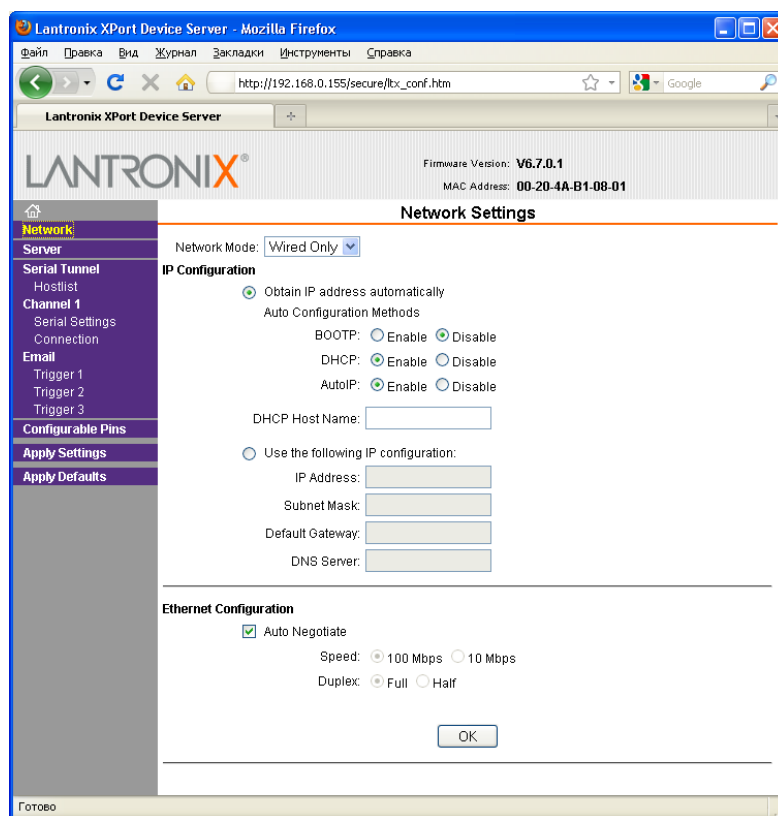 Lantronix XPort Device Server - Mozilla Firefox
Файл Правка Вид Журнал Закладки Инструменты Справка
http://192.168.0.155/secure/ltx_conf.htm Google
Lantronix XPort Device Server
LANTRONIX®
Firmware Version: V6.7.0.1
MAC Address: 00-20-4A-B1-08-01
Network
Server
Serial Tunnel
Hostlist
Channel 1
Serial Settings
Connection
Email
Trigger 1
Trigger 2
Trigger 3
Configurable Pins
Apply Settings
Apply Defaults
Network Settings
Network Mode: Wired Only
IP Configuration
Obtain IP address automatically
Auto Configuration Methods
BOOTP: Enable Disable
DHCP: Enable Disable
AutoIP: Enable Disable
DHCP Host Name:
Use the following IP configuration:
IP Address:
Subnet Mask:
Default Gateway:
DNS Server:
Ethernet Configuration
Auto Negotiate
Speed: 100 Mbps 10 Mbps
Duplex: Full Half
OK
Готово